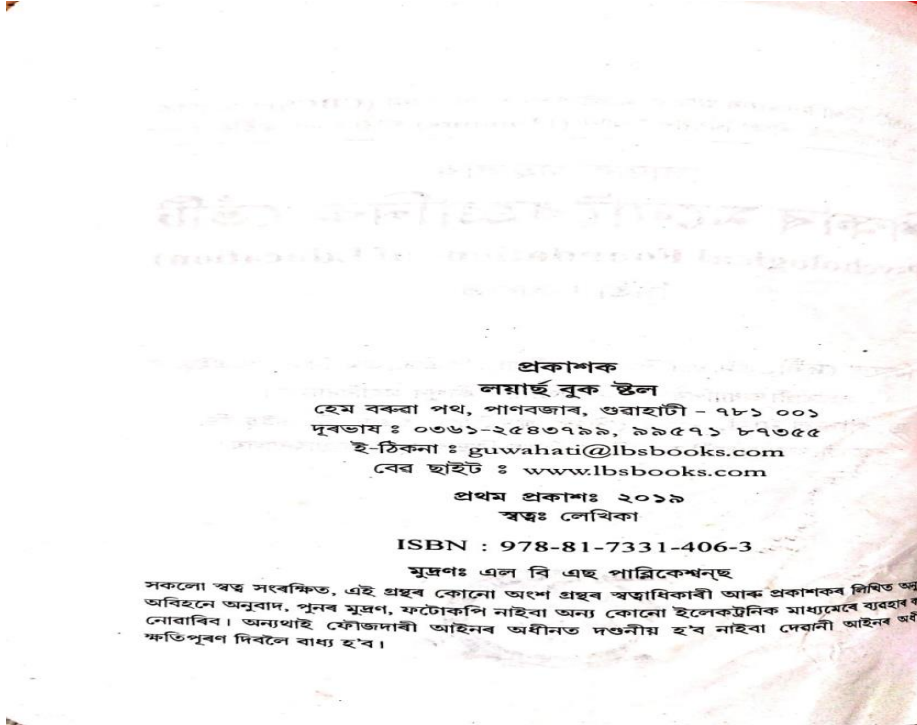 প্ৰকাশক
লয়াৰ্ছ বুক ষ্টল
হেম বৰুৱা পথ, পাণবজাৰ, গুৱাহাটী - ৭৮১ ০০১
দূৰভাষ ঃ ০৩৬১-২৫৪৩৭৯৯, ৯৯৫৭১ ৮৭৩৫৫
ই-ঠিকনা ঃ guwahati@lbsbooks.com
ৱেব ছাইট ঃ www.lbsbooks.com
প্ৰথম প্ৰকাশঃ ২০১৯
স্বত্বঃ লেখিকা
ISBN : 978-81-7331-406-3
মুদ্ৰণঃ এল বি এছ পাব্লিকেশ্বন্‌ছ
সকলো স্বত্ব সংৰক্ষিত, এই গ্ৰন্থৰ কোনো অংশ গ্ৰন্থৰ স্বত্বাধিকাৰী আৰু প্ৰকাশকৰ লিখিত
অবিহনে অনুবাদ, পুনৰ মুদ্ৰণ, ফটোকপি নাইবা অন্য কোনো ইলেকট্ৰনিক মাধ্যমেৰে ব্যৱহাৰ
নোৱাৰিব। অন্যথাই ফৌজদাৰী আইনৰ অধীনত দণ্ডনীয় হ'ব নাইবা দেৱানী আইনৰ
ক্ষতিপূৰণ দিবলৈ বাধ্য হ'ব।